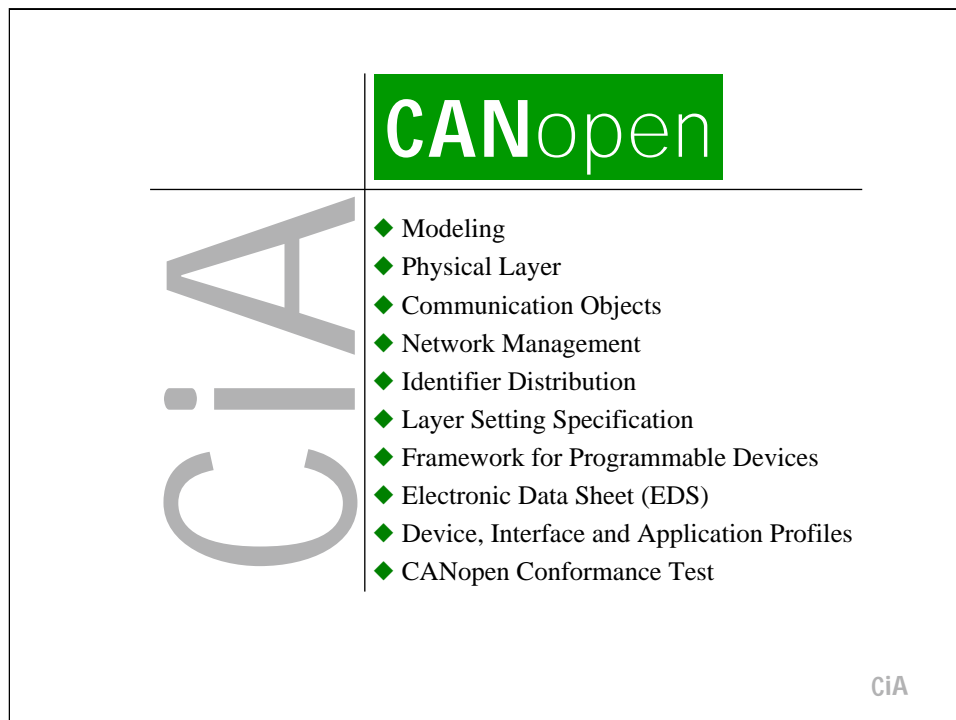 CANopen
CiA
Modeling
Physical Layer
Communication Objects
Network Management
Identifier Distribution
Layer Setting Specification
Framework for Programmable Devices
Electronic Data Sheet (EDS)
Device, Interface and Application Profiles
CANopen Conformance Test
CiA